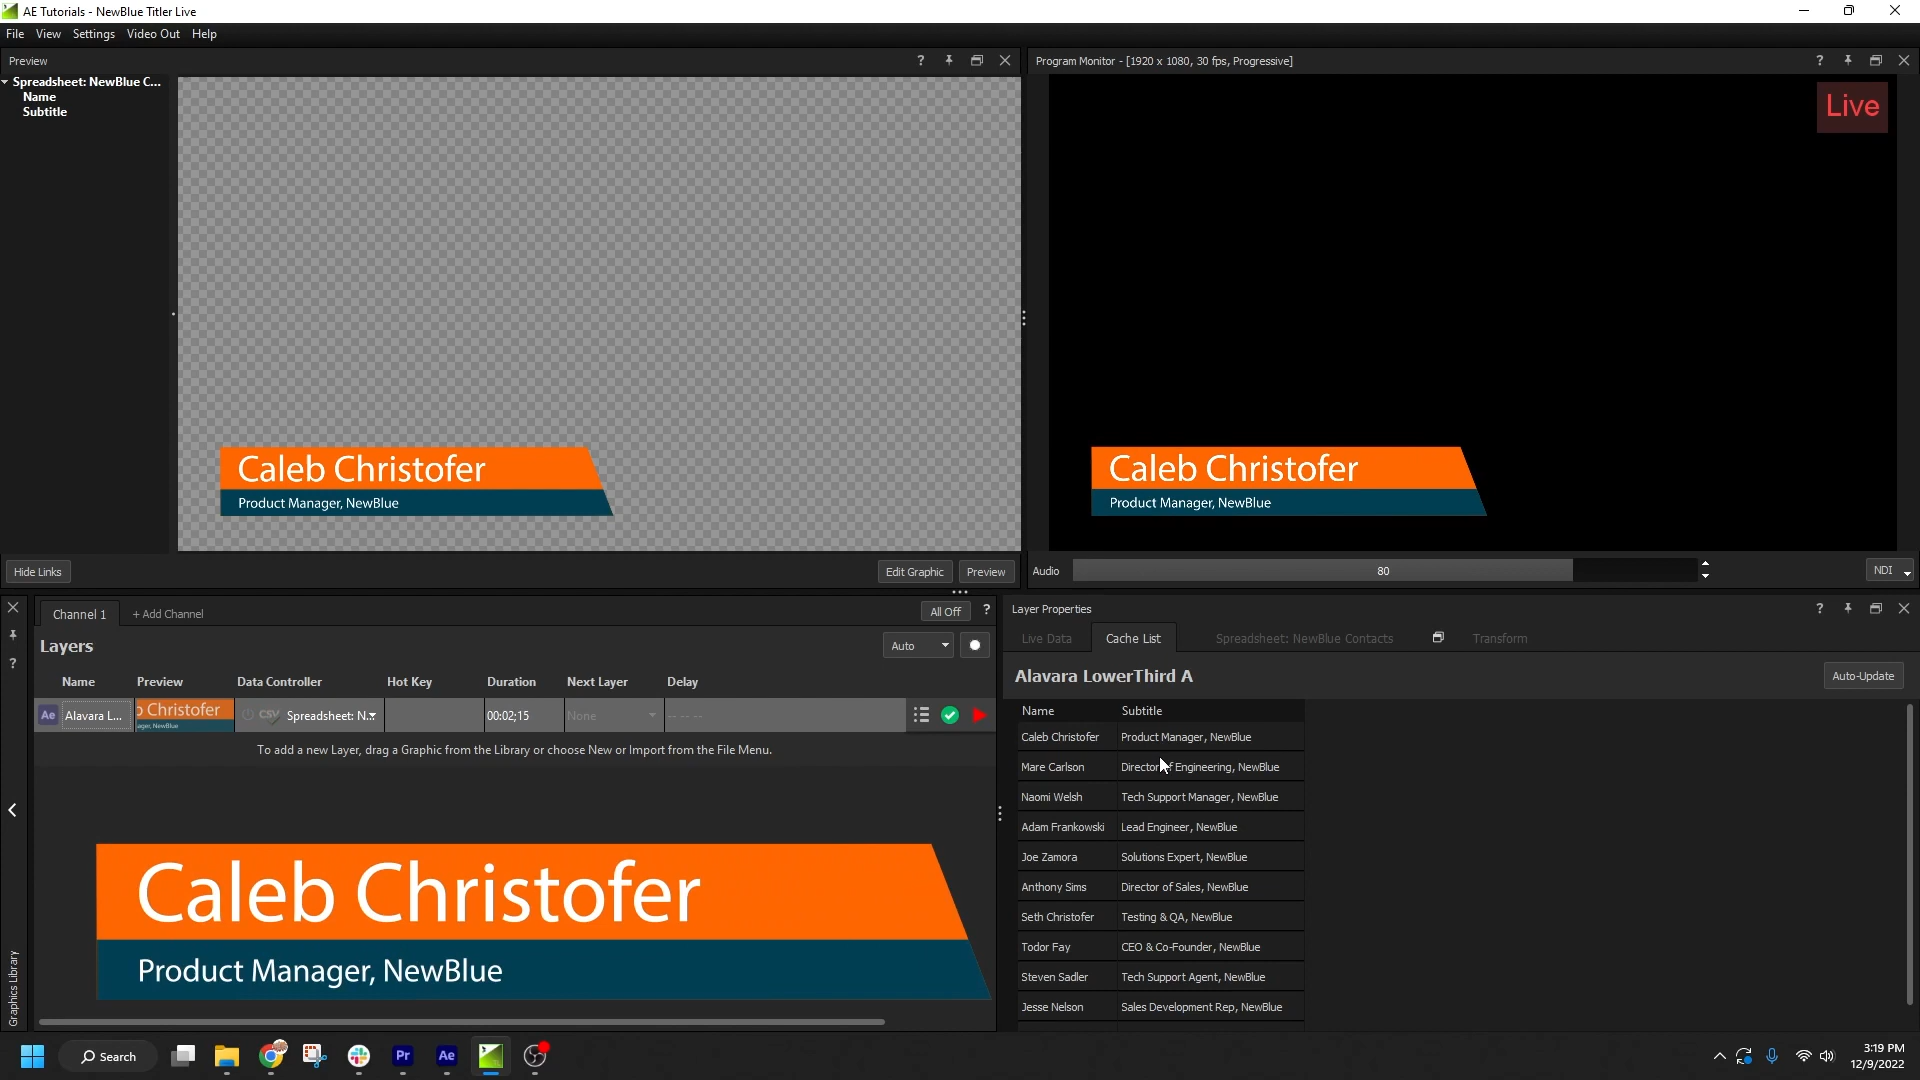 AE Tutorials - NewBlue Titler Live
File View Settings Video Out Help
Preview
Spreadsheet: NewBlue C...
Name
Subtitle
Caleb Christofer
Product Manager, NewBlue
Hide Links
Edit Graphic
Preview
Program Monitor - [1920 x 1080, 30 fps, Progressive]
Live
Caleb Christofer
Product Manager, NewBlue
Audio
80
NDI
Channel 1
+ Add Channel
All Off
Layers
Auto
Name Preview Data Controller Hot Key Duration Next Layer Delay
Ae Alavara L... CSV Spreadsheet: N... 00:02;15 None -- -- --
To add a new Layer, drag a Graphic from the Library or choose New or Import from the File Menu.
Caleb Christofer
Product Manager, NewBlue
Graphics Library
Layer Properties
Live Data Cache List Spreadsheet: NewBlue Contacts Transform
Alavara LowerThird A
Auto-Update
Name Subtitle
Caleb Christofer Product Manager, NewBlue
Mare Carlson Director of Engineering, NewBlue
Naomi Welsh Tech Support Manager, NewBlue
Adam Frankowski Lead Engineer, NewBlue
Joe Zamora Solutions Expert, NewBlue
Anthony Sims Director of Sales, NewBlue
Seth Christofer Testing & QA, NewBlue
Todor Fay CEO & Co-Founder, NewBlue
Steven Sadler Tech Support Agent, NewBlue
Jesse Nelson Sales Development Rep, NewBlue
Search
Pr
Ae
3:19 PM
12/9/2022